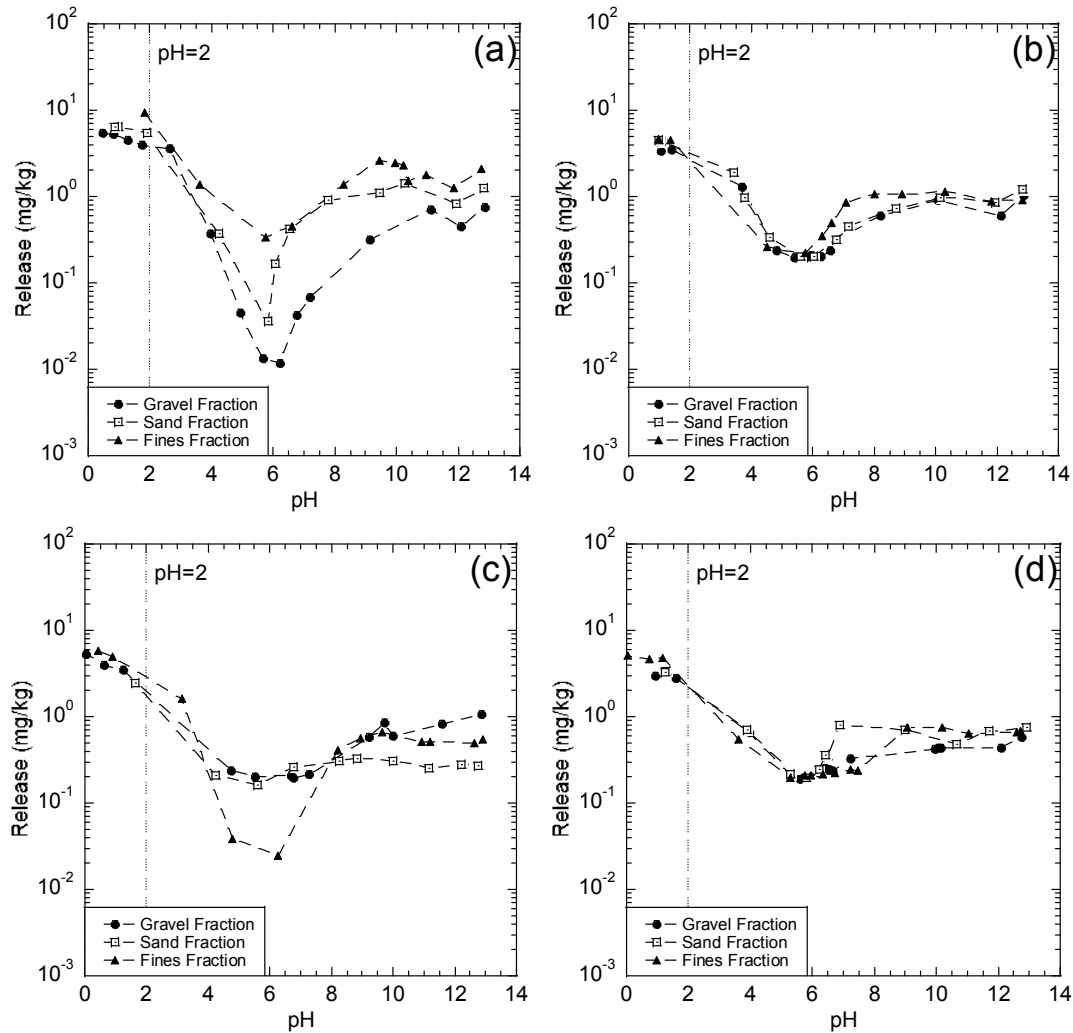 (a)
pH=2
10^2
10^1
10^0
10^-1
10^-2
10^-3
Release (mg/kg)
Gravel Fraction
Sand Fraction
Fines Fraction
0 2 4 6 8 10 12 14
pH
(b)
pH=2
10^2
10^1
10^0
10^-1
10^-2
10^-3
Release (mg/kg)
Gravel Fraction
Sand Fraction
Fines Fraction
0 2 4 6 8 10 12 14
pH
(c)
pH=2
10^2
10^1
10^0
10^-1
10^-2
10^-3
Release (mg/kg)
Gravel Fraction
Sand Fraction
Fines Fraction
0 2 4 6 8 10 12 14
pH
(d)
pH=2
10^2
10^1
10^0
10^-1
10^-2
10^-3
Release (mg/kg)
Gravel Fraction
Sand Fraction
Fines Fraction
0 2 4 6 8 10 12 14
pH